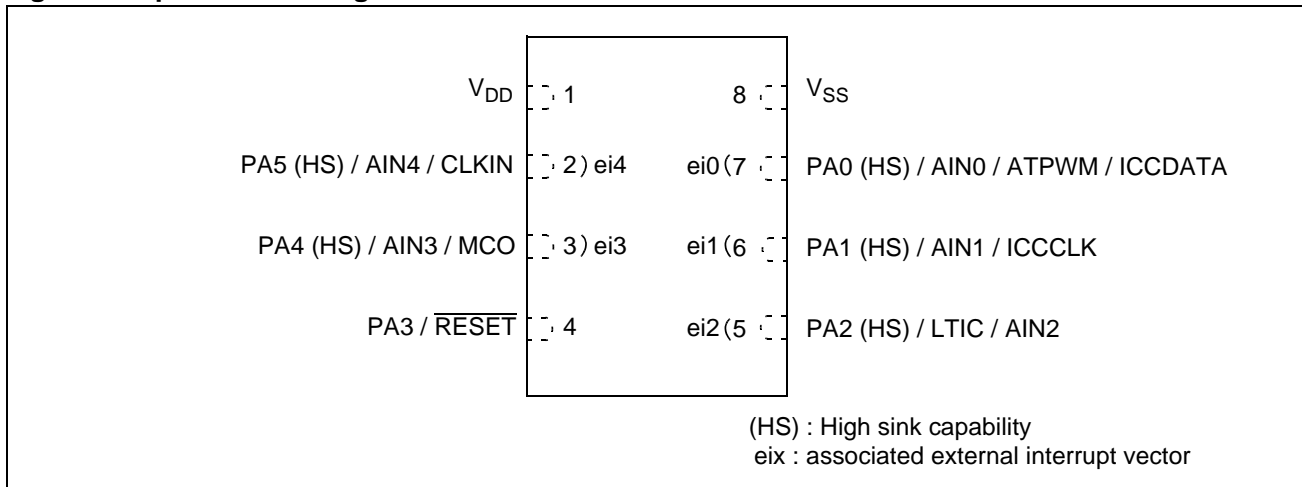 V_DD 1 8 V_SS
PA5 (HS) / AIN4 / CLKIN 2) ei4 ei0(7 PA0 (HS) / AIN0 / ATPWM / ICCDATA
PA4 (HS) / AIN3 / MCO 3) ei3 ei1(6 PA1 (HS) / AIN1 / ICCCLK
PA3 / RESET 4 ei2(5 PA2 (HS) / LTIC / AIN2
(HS) : High sink capability
eix : associated external interrupt vector